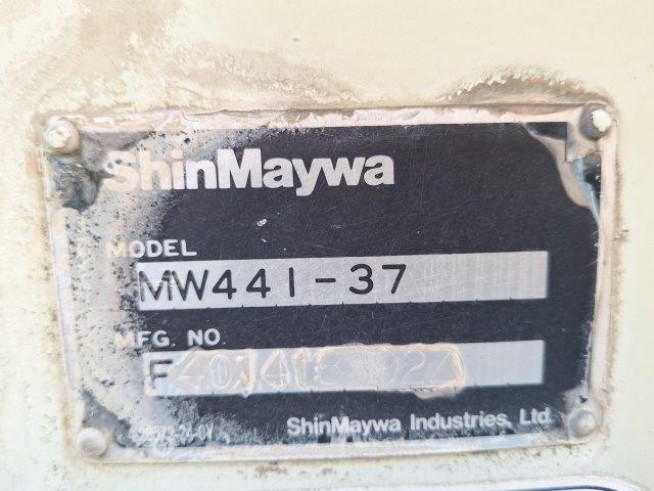 ShinMaywa
MODEL
MW441-37
MFG. NO.
ShinMaywa Industries, Ltd.